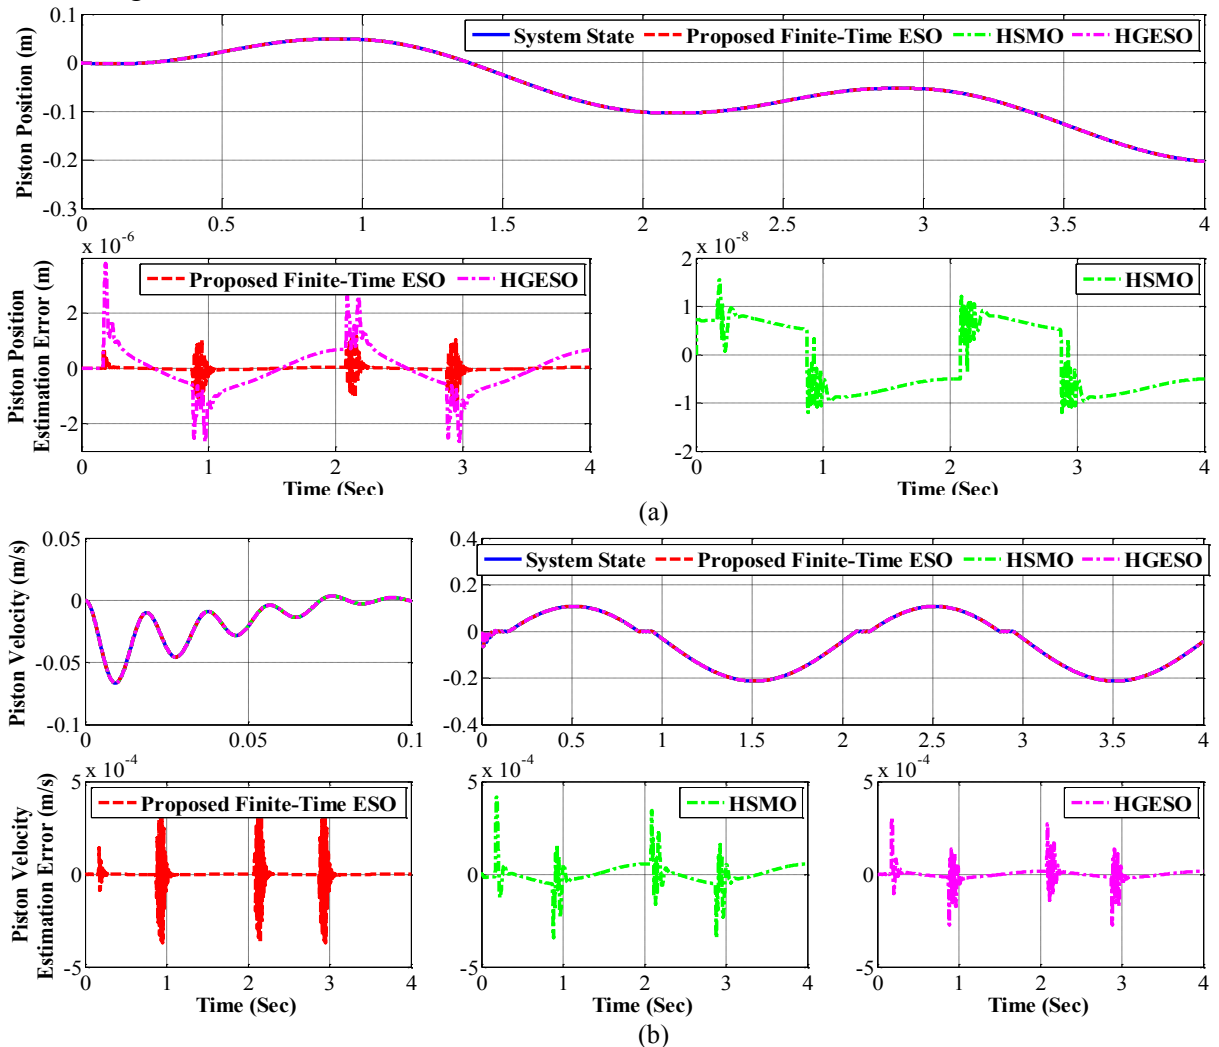 System State Proposed Finite-Time ESO HSMO HGESO
Piston Position (m)
0.1
0
-0.1
-0.2
-0.3
0 0.5 1 1.5 2 2.5 3 3.5 4
x 10-6
Proposed Finite-Time ESO HGESO
Piston Position
Estimation Error (m)
2
0
-2
0 1 2 3 4
Time (Sec)
x 10-8
HSMO
2
1
0
-1
-2
0 1 2 3 4
Time (Sec)
(a)
Piston Velocity (m/s)
0.05
0
-0.05
-0.1
0 0.05 0.1
System State Proposed Finite-Time ESO HSMO HGESO
0.4
0.2
0
-0.2
-0.4
0 0.5 1 1.5 2 2.5 3 3.5 4
x 10-4
Proposed Finite-Time ESO
Piston Velocity
Estimation Error (m/s)
5
0
-5
0 1 2 3 4
Time (Sec)
x 10-4
HSMO
5
0
-5
0 1 2 3 4
Time (Sec)
x 10-4
HGESO
5
0
-5
0 1 2 3 4
Time (Sec)
(b)